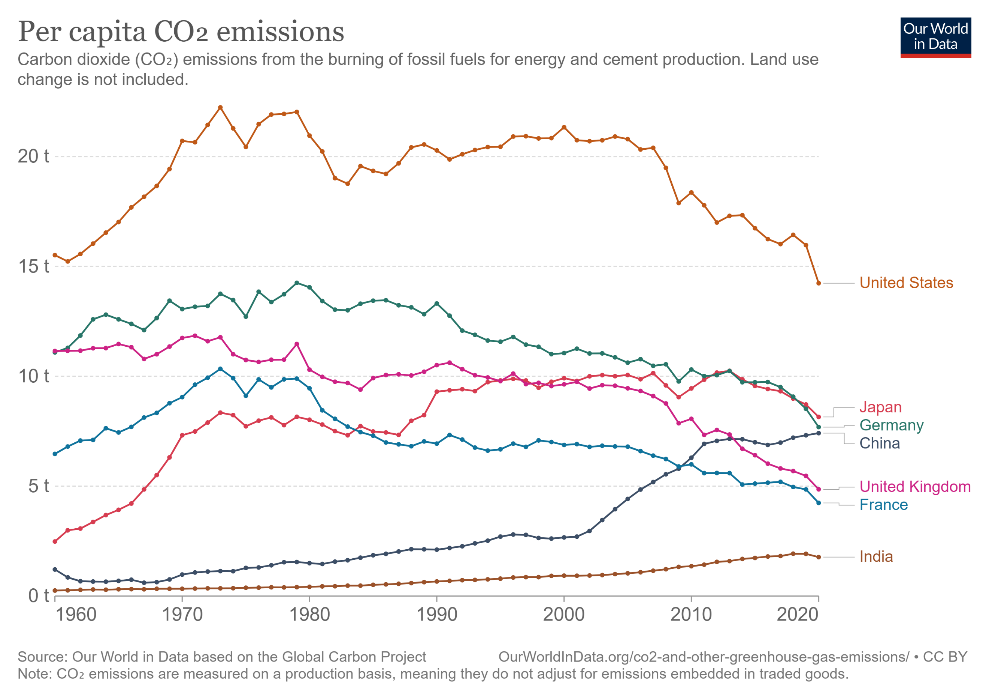 Per capita CO₂ emissions
Our World
in Data
Carbon dioxide (CO₂) emissions from the burning of fossil fuels for energy and cement production. Land use
change is not included.
20 t
15 t
United States
10 t
Japan
Germany
China
5 t
United Kingdom
France
India
0 t
1960 1970 1980 1990 2000 2010 2020
Source: Our World in Data based on the Global Carbon Project OurWorldInData.org/co2-and-other-greenhouse-gas-emissions/ • CC BY
Note: CO₂ emissions are measured on a production basis, meaning they do not adjust for emissions embedded in traded goods.